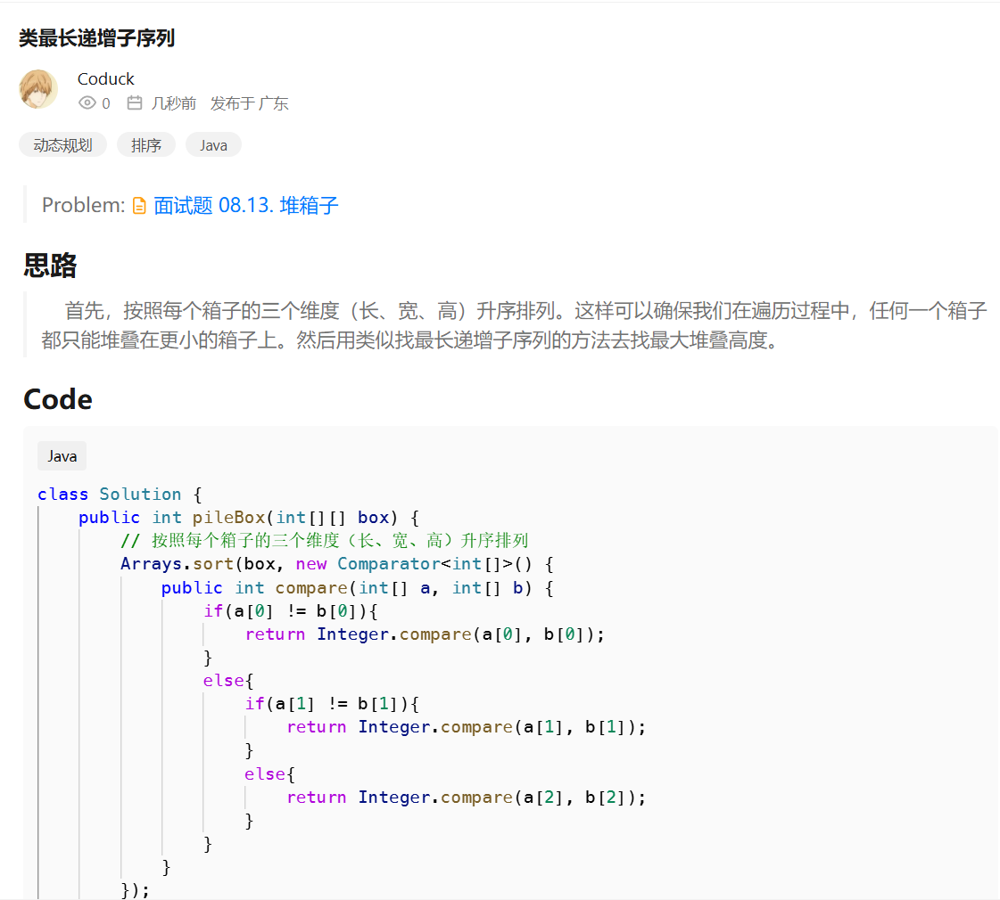 类最长递增子序列
Coduck
0 几秒前 发布于 广东
动态规划 排序 Java
Problem: 面试题 08.13. 堆箱子
思路
首先，按照每个箱子的三个维度（长、宽、高）升序排列。这样可以确保我们在遍历过程中，任何一个箱子
都只能堆叠在更小的箱子上。然后用类似找最长递增子序列的方法去找最大堆叠高度。
Code
Java
class Solution {
    public int pileBox(int[][] box) {
        // 按照每个箱子的三个维度（长、宽、高）升序排列
        Arrays.sort(box, new Comparator<int[]>() {
            public int compare(int[] a, int[] b) {
                if(a[0] != b[0]){
                    return Integer.compare(a[0], b[0]);
                }
                else{
                    if(a[1] != b[1]){
                        return Integer.compare(a[1], b[1]);
                    }
                    else{
                        return Integer.compare(a[2], b[2]);
                    }
                }
            }
        });